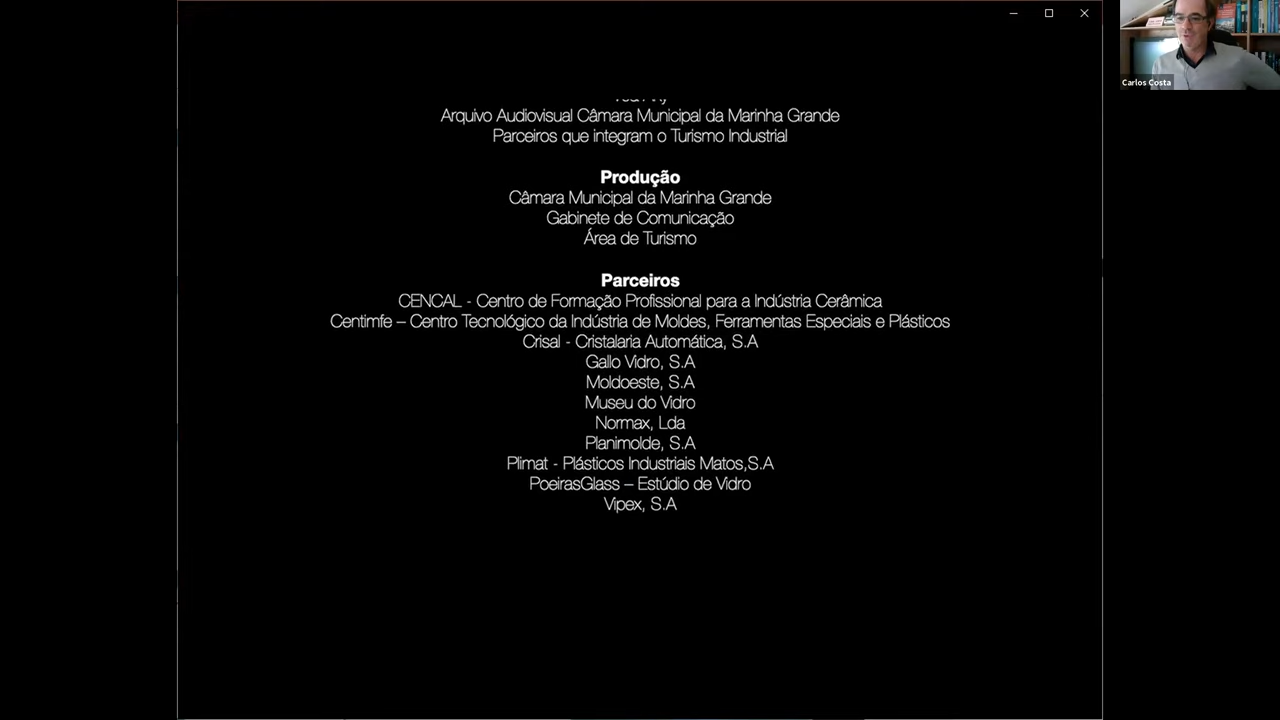 Arquivo Audiovisual Câmara Municipal da Marinha Grande
Parceiros que integram o Turismo Industrial
Produção
Câmara Municipal da Marinha Grande
Gabinete de Comunicação
Área de Turismo
Parceiros
CENCAL - Centro de Formação Profissional para a Indústria Cerâmica
Centimfe – Centro Tecnológico da Indústria de Moldes, Ferramentas Especiais e Plásticos
Crisal - Cristalaria Automática, S.A
Gallo Vidro, S.A
Moldoeste, S.A
Museu do Vidro
Normax, Lda
Planimolde, S.A
Plimat - Plásticos Industriais Matos,S.A
PoeirasGlass – Estúdio de Vidro
Vipex, S.A
Carlos Costa